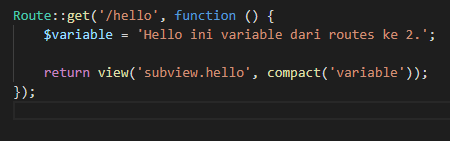 Route::get('/hello', function () {
    $variable = 'Hello ini variable dari routes ke 2.';
    return view('subview.hello', compact('variable'));
});